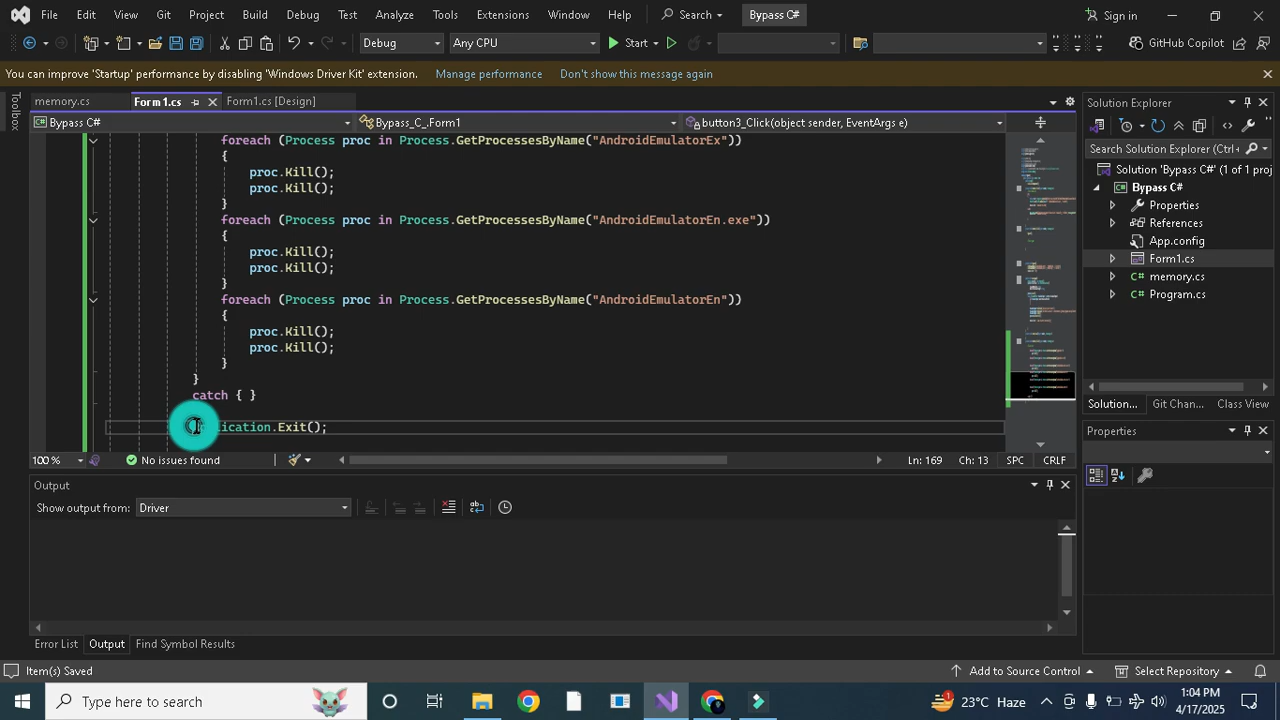 File Edit View Git Project Build Debug Test Analyze Tools Extensions Window Help Search Bypass C# Sign in
Debug Any CPU Start GitHub Copilot
You can improve 'Startup' performance by disabling 'Windows Driver Kit' extension. Manage performance Don't show this message again
Toolbox
memory.cs Form1.cs Form1.cs [Design]
Bypass C# Bypass_C_.Form1 button3_Click(object sender, EventArgs e)
foreach (Process proc in Process.GetProcessesByName("AndroidEmulatorEx"))
{
proc.Kill();
proc.Kill();
}
foreach (Process proc in Process.GetProcessesByName("AndroidEmulatorEn.exe"))
{
proc.Kill();
proc.Kill();
}
foreach (Process proc in Process.GetProcessesByName("AndroidEmulatorEn"))
{
proc.Kill();
proc.Kill();
}
}
catch { }
Application.Exit();
100 % No issues found Ln: 169 Ch: 13 SPC CRLF
Solution Explorer
Search Solution Explorer (Ctrl+
Solution 'Bypass C#' (1 of 1 proj
Bypass C#
Properties
References
App.config
Form1.cs
memory.cs
Program.cs
Solution... Git Chan... Class View
Properties
Output
Show output from: Driver
Error List Output Find Symbol Results
Item(s) Saved Add to Source Control Select Repository
Type here to search 23°C Haze 1:04 PM
4/17/2025